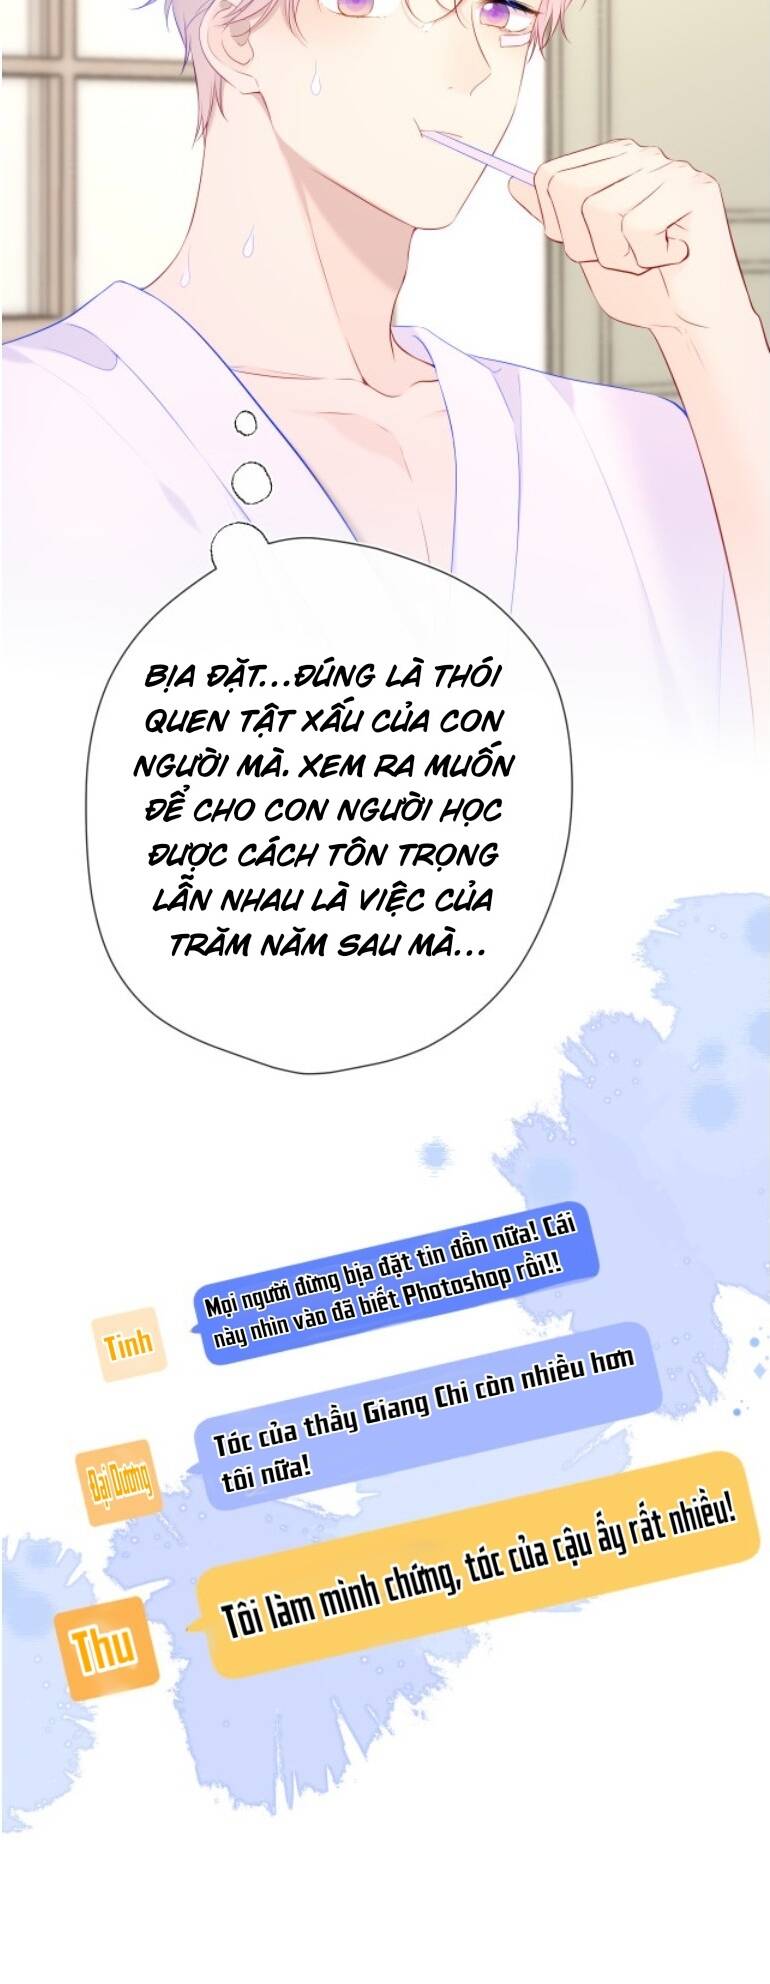 BỊA ĐẶT...ĐÚNG LÀ THÓI
QUEN TẬT XẤU CỦA CON
NGƯỜI MÀ. XEM RA MUỐN
ĐỂ CHO CON NGƯỜI HỌC
ĐƯỢC CÁCH TÔN TRỌNG
LẪN NHAU LÀ VIỆC CỦA
TRĂM NĂM SAU MÀ...
Tinh
Mọi người đừng bịa đặt tin đồn nữa! Cái
này nhìn vào đã biết Photoshop rồi!!
Đại Dương
Tóc của thầy Giang Chi còn nhiều hơn
tôi nữa!
Thu
Tôi làm mình chứng, tóc của cậu ấy rất nhiều!